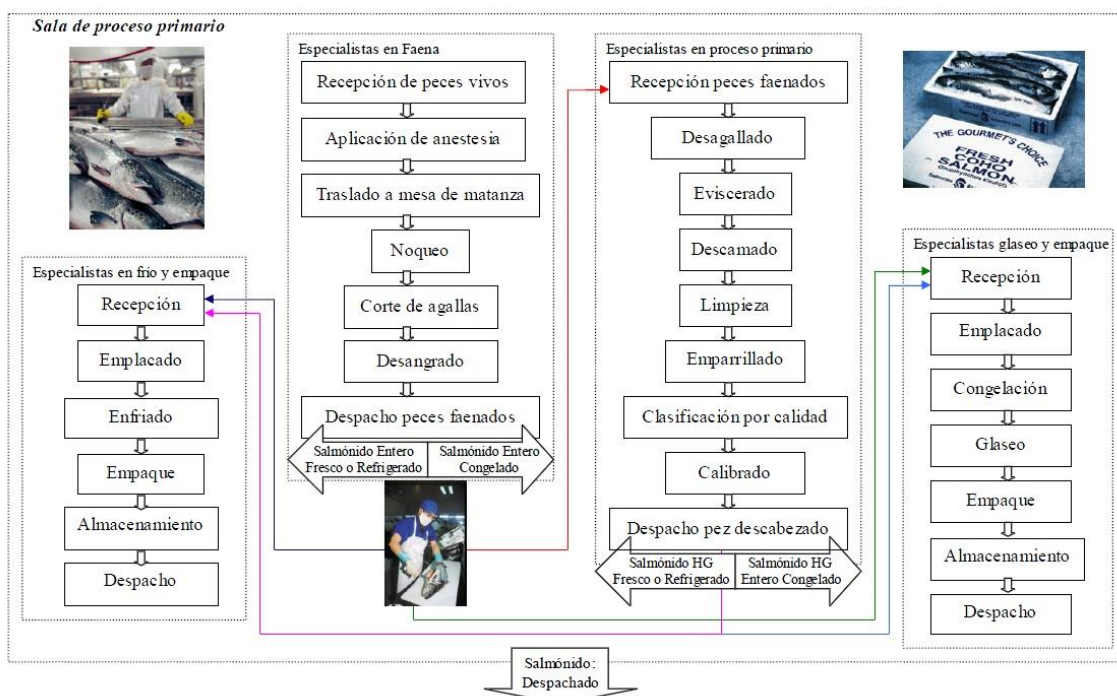 Sala de proceso primario
Especialistas en Faena
Recepción de peces vivos
Aplicación de anestesia
Traslado a mesa de matanza
Noqueo
Corte de agallas
Desangrado
Despacho peces faenados
Salmónido Entero
Fresco o Refrigerado
Salmónido Entero
Congelado
Especialistas en proceso primario
Recepción peces faenados
Desagallado
Eviscerado
Descamado
Limpieza
Emparrillado
Clasificación por calidad
Calibrado
Despacho pez descabezado
Salmónido HG
Fresco o Refrigerado
Salmónido HG
Entero Congelado
THE GOURMET'S CHOICE
FRESH
COHO
SALMON
Especialistas en frío y empaque
Recepción
Emplacado
Enfriado
Empaque
Almacenamiento
Despacho
Especialistas glaseo y empaque
Recepción
Emplacado
Congelación
Glaseo
Empaque
Almacenamiento
Despacho
Salmónido:
Despachado